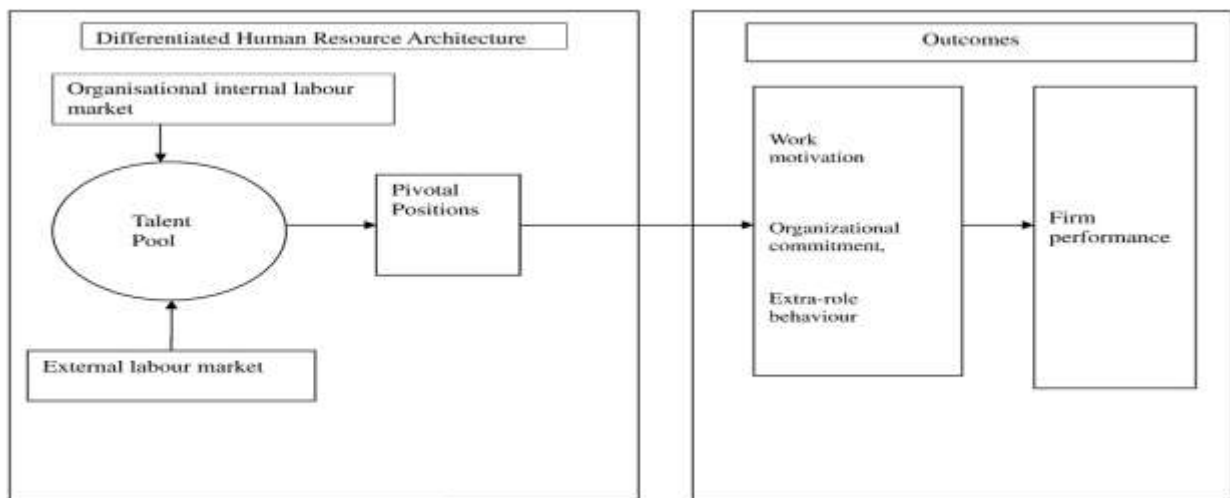 Differentiated Human Resource Architecture
Organisational internal labour
market
Talent
Pool
Pivotal
Positions
External labour market
Outcomes
Work
motivation
Organizational
commitment,
Extra-role
behaviour
Firm
performance